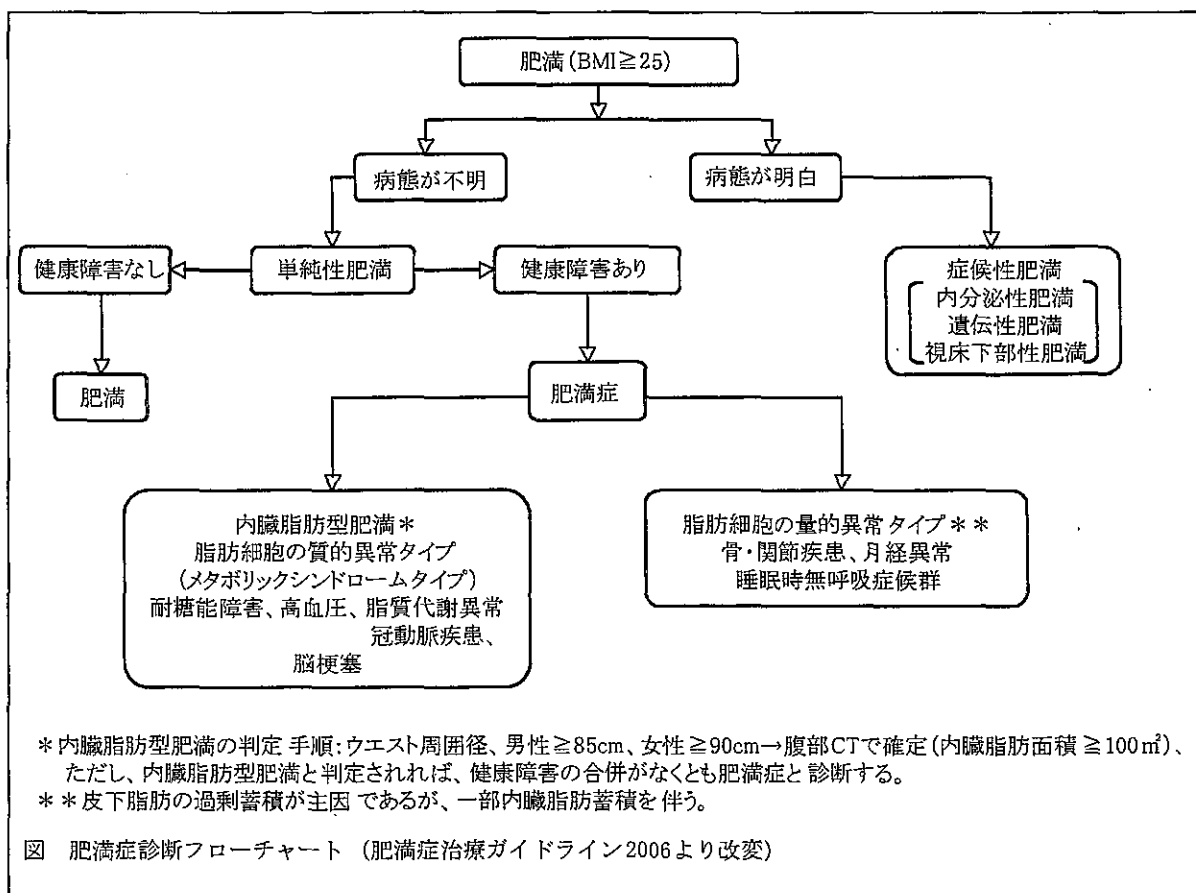 肥満(BMI≧25)
病態が不明
病態が明白
健康障害なし
単純性肥満
健康障害あり
症候性肥満
内分泌性肥満
遺伝性肥満
視床下部性肥満
肥満
肥満症
内臓脂肪型肥満*
脂肪細胞の質的異常タイプ
(メタボリックシンドロームタイプ)
耐糖能障害、高血圧、脂質代謝異常
冠動脈疾患、
脳梗塞
脂肪細胞の量的異常タイプ**
骨・関節疾患、月経異常
睡眠時無呼吸症候群
*内臓脂肪型肥満の判定 手順:ウエスト周囲径、男性≧85cm、女性≧90cm→腹部CTで確定(内臓脂肪面積≧100㎡)、
ただし、内臓脂肪型肥満と判定されれば、健康障害の合併がなくとも肥満症と診断する。
**皮下脂肪の過剰蓄積が主因であるが、一部内臓脂肪蓄積を伴う。
図 肥満症診断フローチャート (肥満症治療ガイドライン2006より改変)